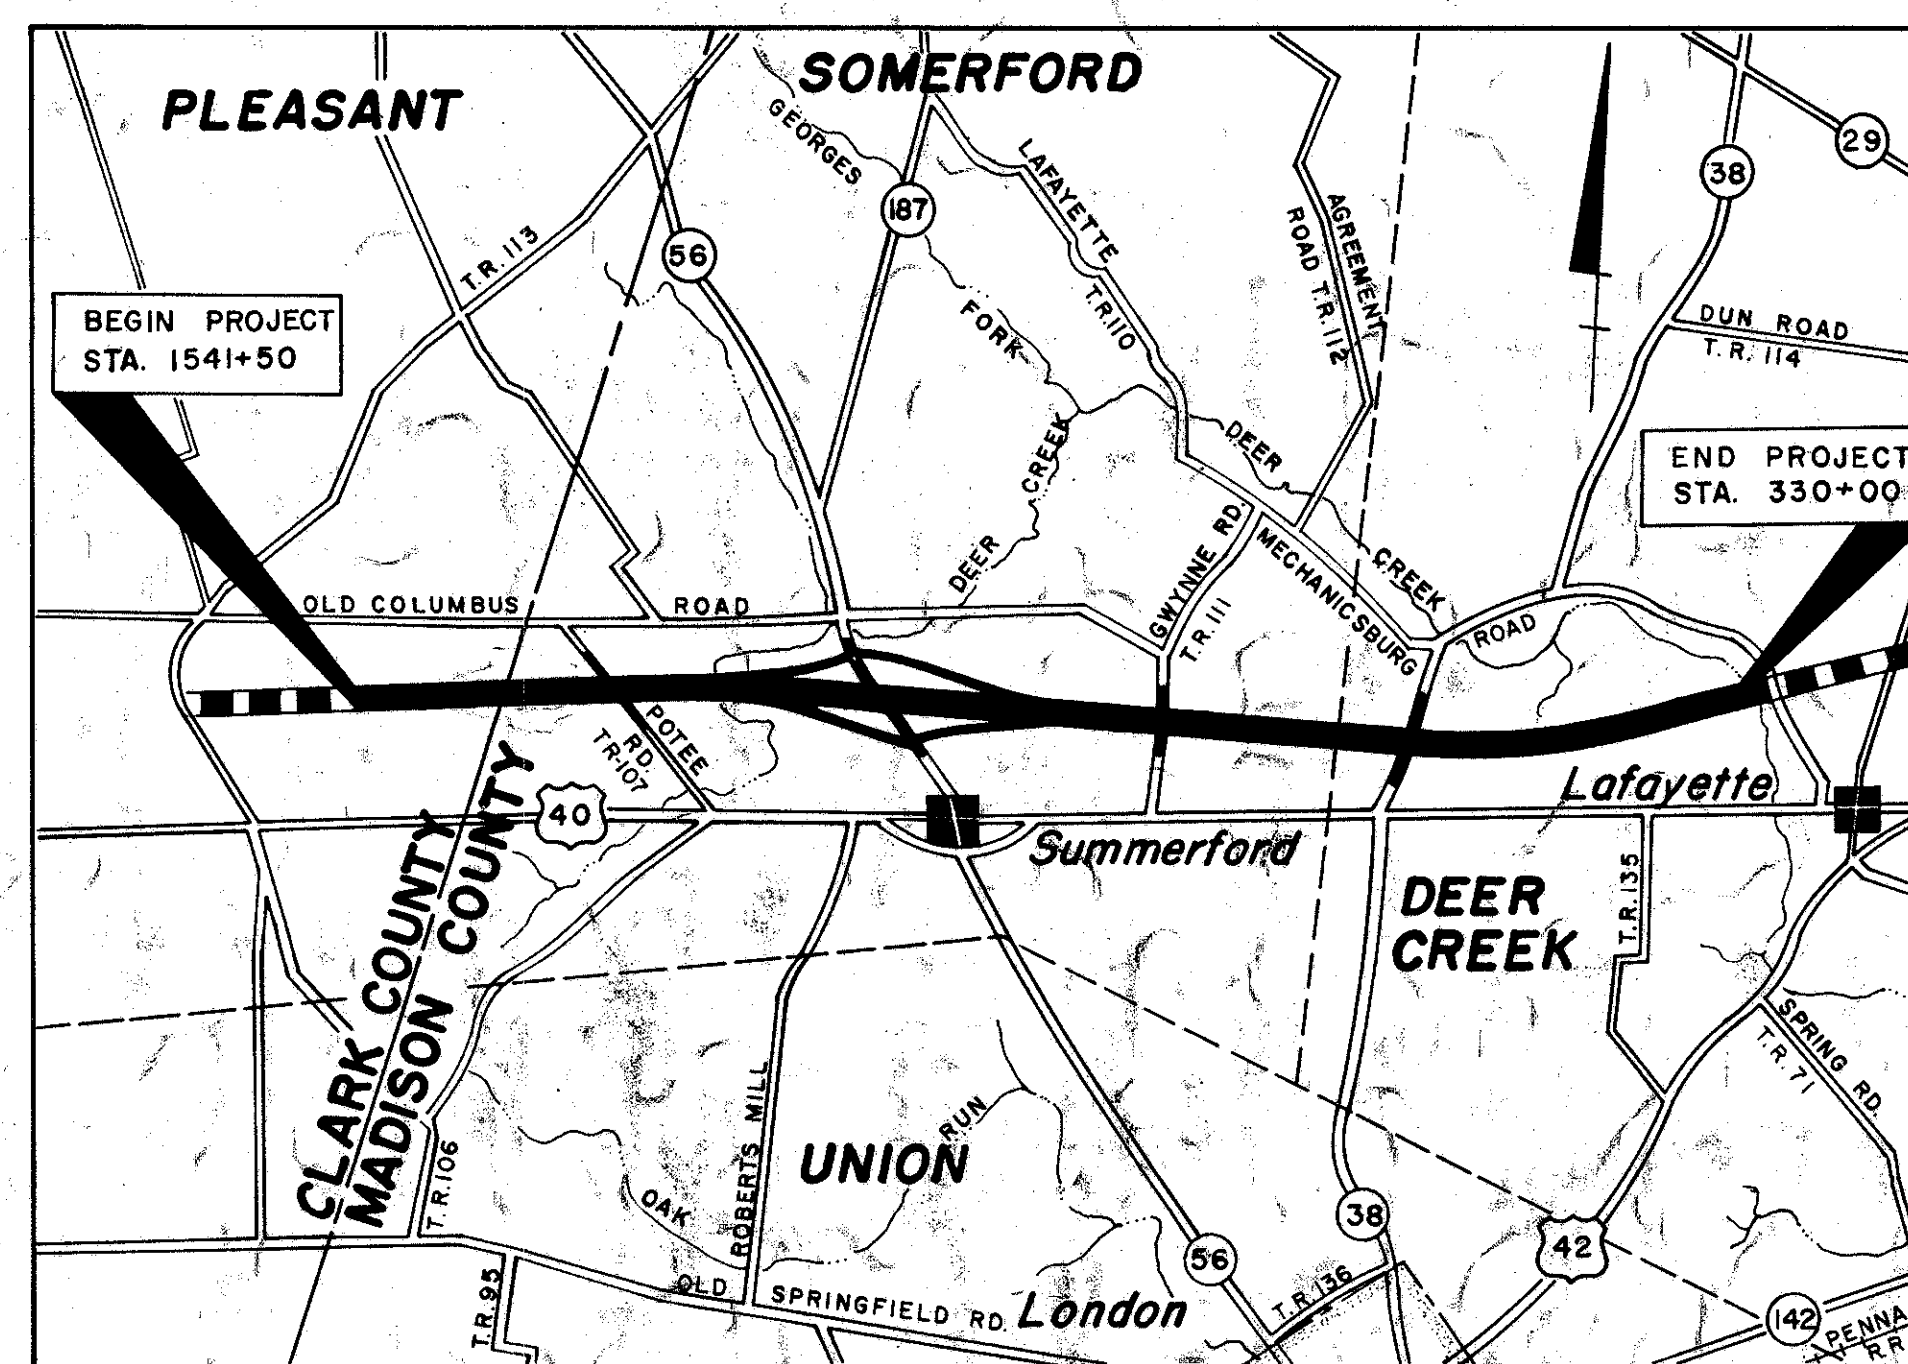 PLEASANT
SOMERFORD
GEORGES
FORK
187
56
LAFAYETTE
T.R.110
AGREEMENT
ROAD T.R.112
38
29
T.R. 113
BEGIN PROJECT
STA. 1541+50
DUN ROAD
T.R. 114
END PROJECT
STA. 330+00
DEER
CREEK
DEER
CREEK
GWYNNE RD.
T.R. 111
MECHANICSBURG
ROAD
DEER
CREEK
OLD COLUMBUS
ROAD
POTEE
RD.
TR-107
40
CLARK COUNTY
MADISON COUNTY
Summerford
Lafayette
DEER
CREEK
T.R.135
SPRING RD.
T.R. 71
ROBERTS MILL
T.R.106
OAK
RUN
UNION
38
56
42
T.R.136
142
PENNA
R.R
T.R.95
OLD
SPRINGFIELD RD.
London